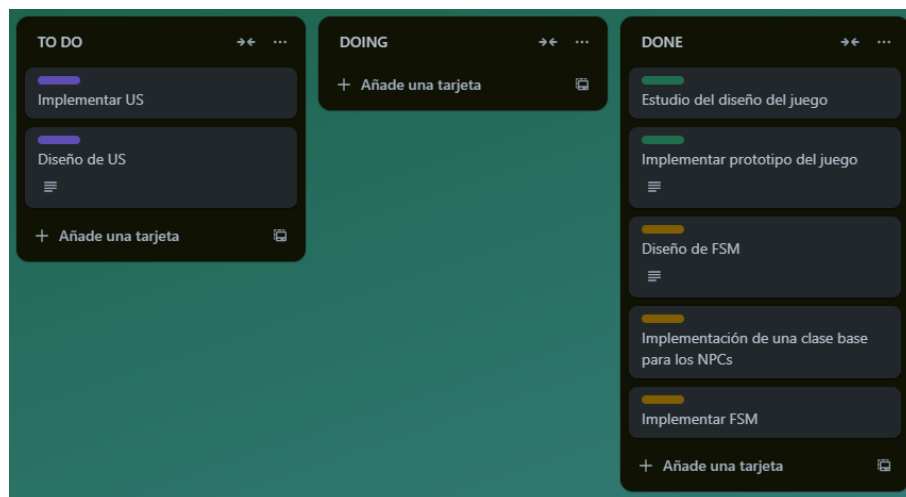 TO DO
Implementar US
Diseño de US
+ Añade una tarjeta
DOING
+ Añade una tarjeta
DONE
Estudio del diseño del juego
Implementar prototipo del juego
Diseño de FSM
Implementación de una clase base
para los NPCs
Implementar FSM
+ Añade una tarjeta